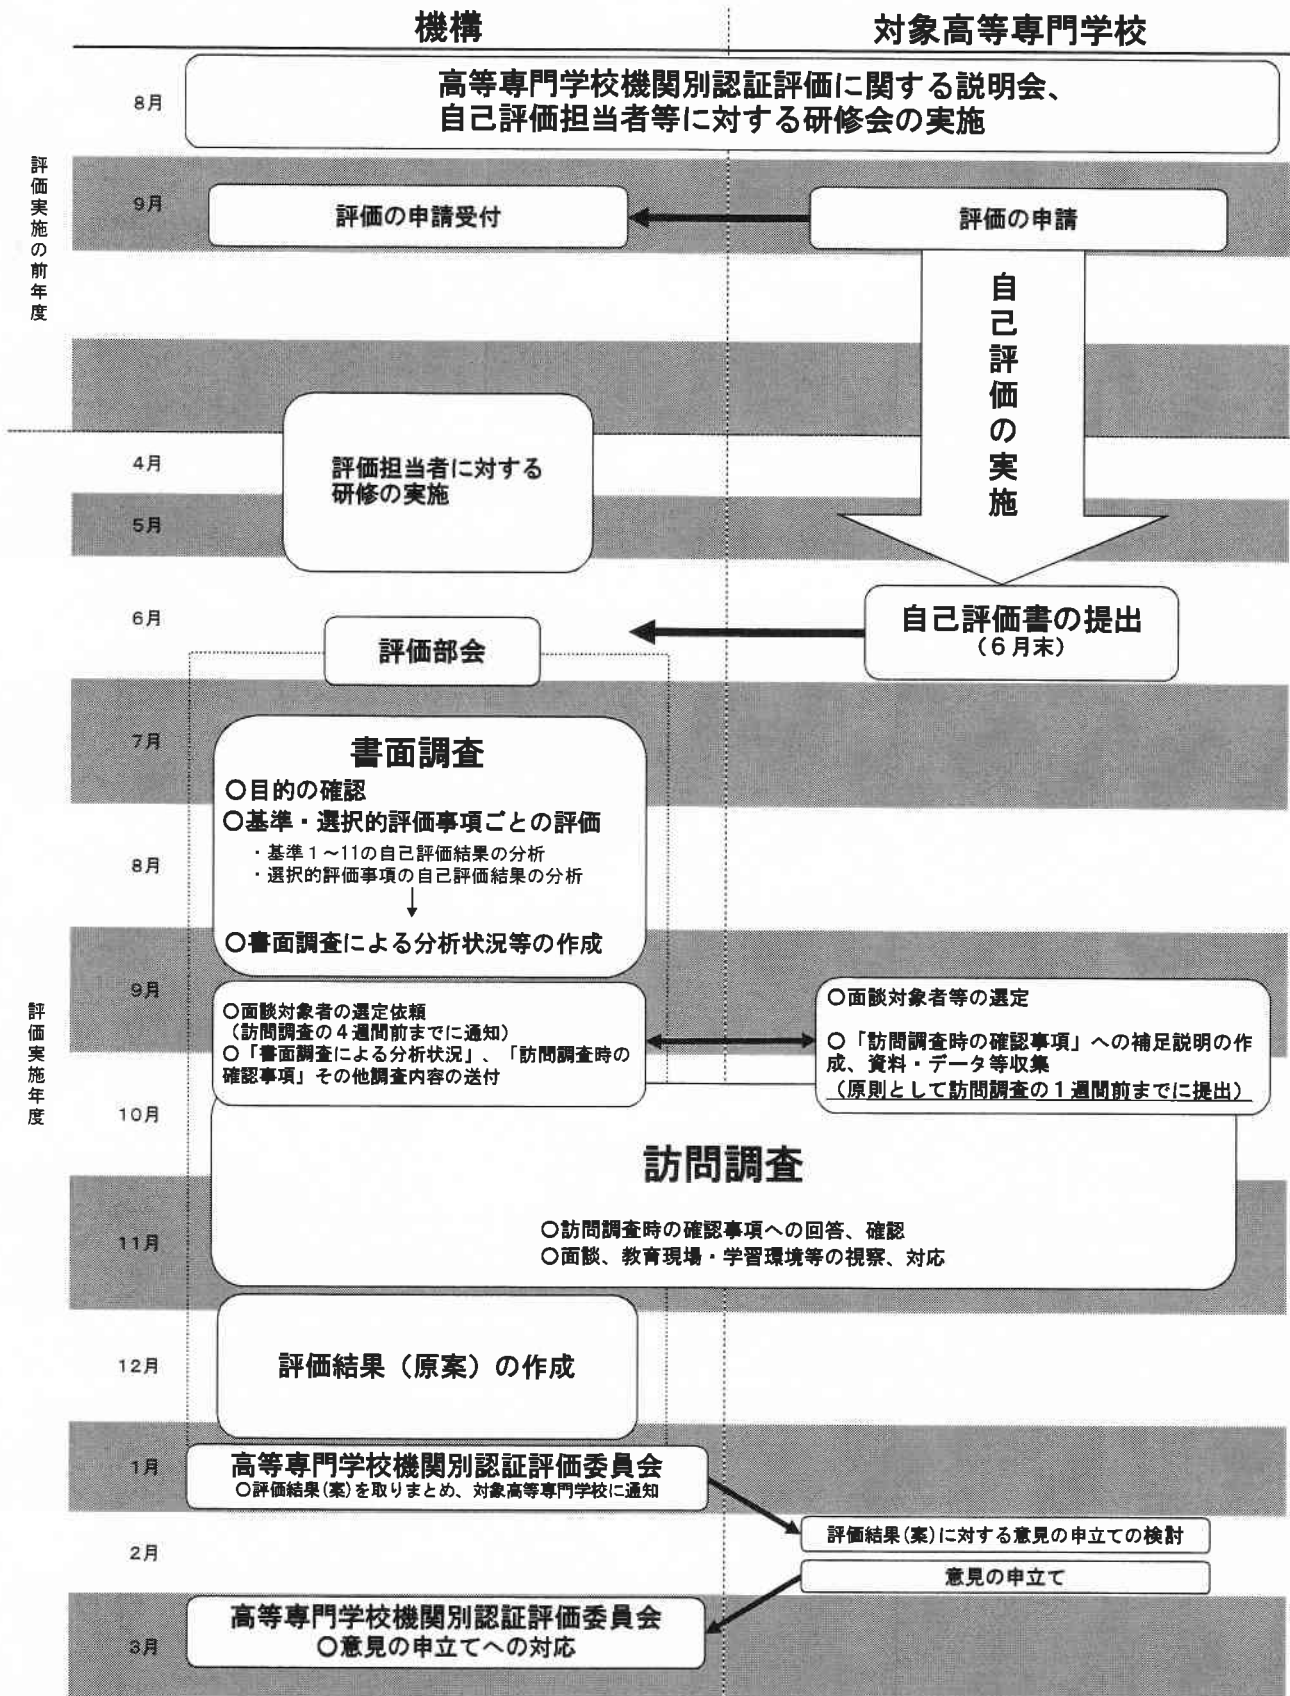 機構
対象高等専門学校
評価実施の前年度
8月
高等専門学校機関別認証評価に関する説明会、
自己評価担当者等に対する研修会の実施
9月
評価の申請受付
評価の申請
自己評価の実施
4月
評価担当者に対する
研修の実施
5月
評価実施年度
6月
評価部会
自己評価書の提出
(6月末)
7月
書面調査
○目的の確認
○基準・選択的評価事項ごとの評価
・基準1～11の自己評価結果の分析
・選択的評価事項の自己評価結果の分析
↓
○書面調査による分析状況等の作成
8月
9月
○面談対象者の選定依頼
(訪問調査の4週間前までに通知)
○「書面調査による分析状況」、「訪問調査時の
確認事項」その他調査内容の送付
○面談対象者等の選定
○「訪問調査時の確認事項」への補足説明の作
成、資料・データ等収集
(原則として訪問調査の1週間前までに提出)
10月
訪問調査
11月
○訪問調査時の確認事項への回答、確認
○面談、教育現場・学習環境等の視察、対応
12月
評価結果（原案）の作成
1月
高等専門学校機関別認証評価委員会
○評価結果(案)を取りまとめ、対象高等専門学校に通知
2月
評価結果(案)に対する意見の申立ての検討
意見の申立て
3月
高等専門学校機関別認証評価委員会
○意見の申立てへの対応